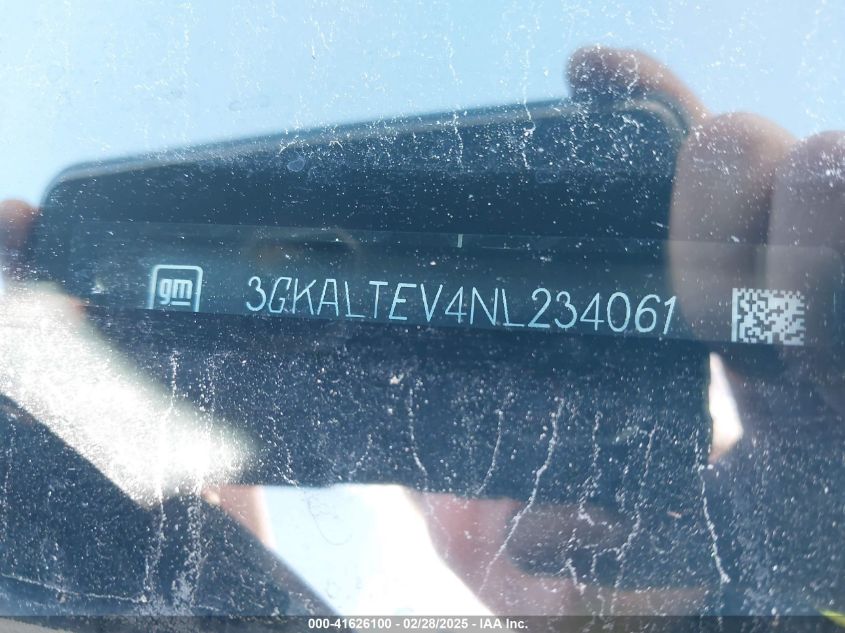 gm 3GKALTEV4NL234061
000-41626100 - 02/28/2025 - IAA Inc.